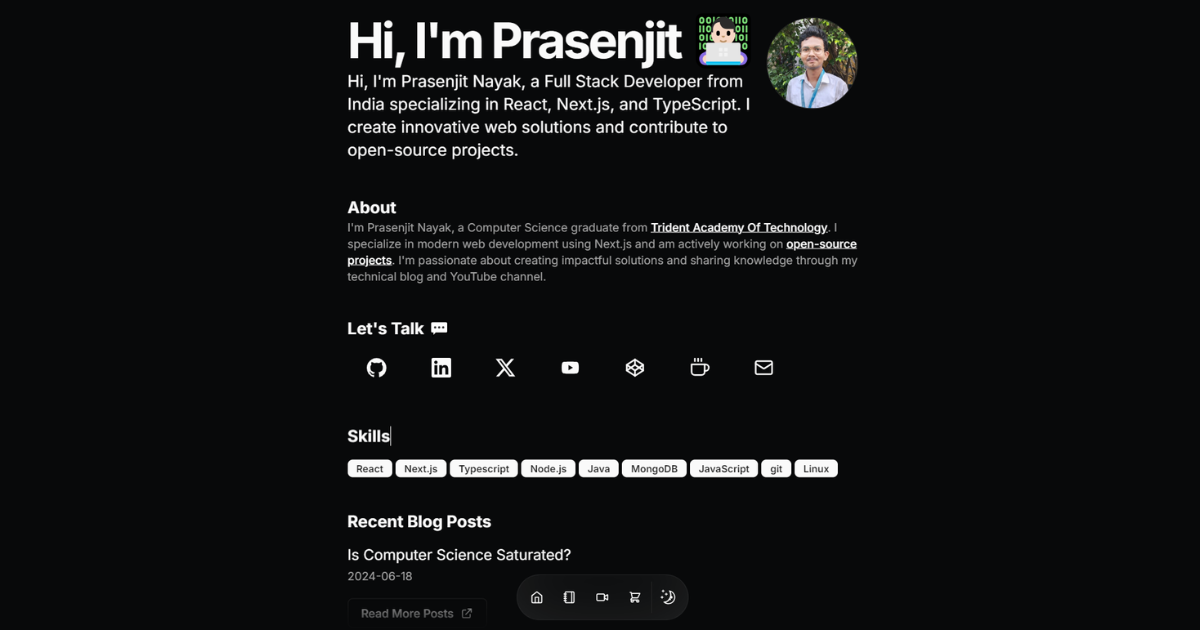 Hi, I'm Prasenjit
Hi, I'm Prasenjit Nayak, a Full Stack Developer from
India specializing in React, Next.js, and TypeScript. I
create innovative web solutions and contribute to
open-source projects.
About
I'm Prasenjit Nayak, a Computer Science graduate from Trident Academy Of Technology. I
specialize in modern web development using Next.js and am actively working on open-source
projects. I'm passionate about creating impactful solutions and sharing knowledge through my
technical blog and YouTube channel.
Let's Talk
Skills
React Next.js Typescript Node.js Java MongoDB JavaScript git Linux
Recent Blog Posts
Is Computer Science Saturated?
2024-06-18
Read More Posts